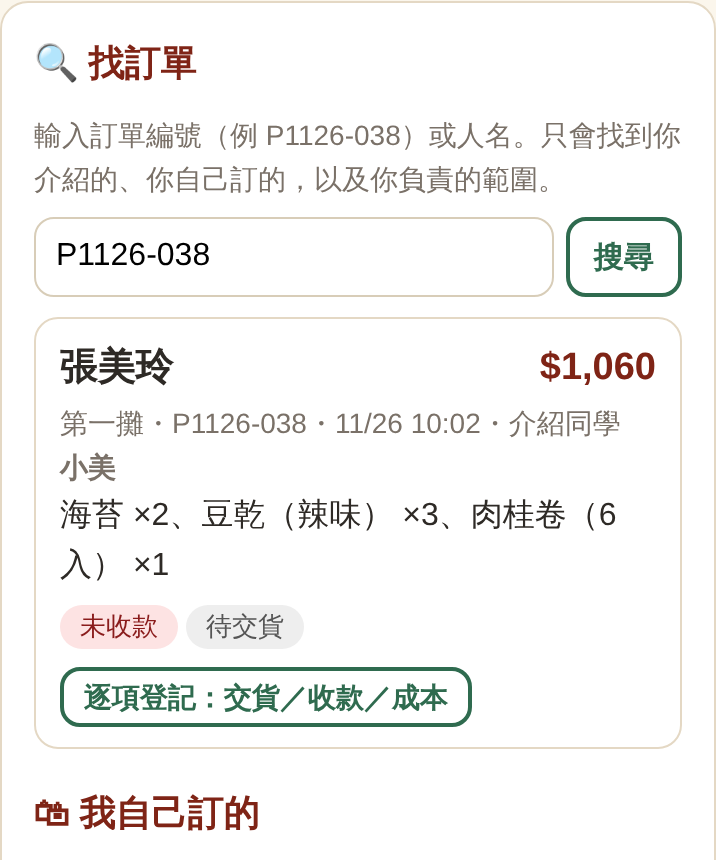 🔍 找訂單
輸入訂單編號（例 P1126-038）或人名。只會找到你
介紹的、你自己訂的，以及你負責的範圍。
P1126-038
搜尋
張美玲 $1,060
第一攤・P1126-038・11/26 10:02・介紹同學
小美
海苔 ×2、豆乾（辣味） ×3、肉桂卷（6
入） ×1
未收款 待交貨
逐項登記：交貨／收款／成本
🛍 我自己訂的